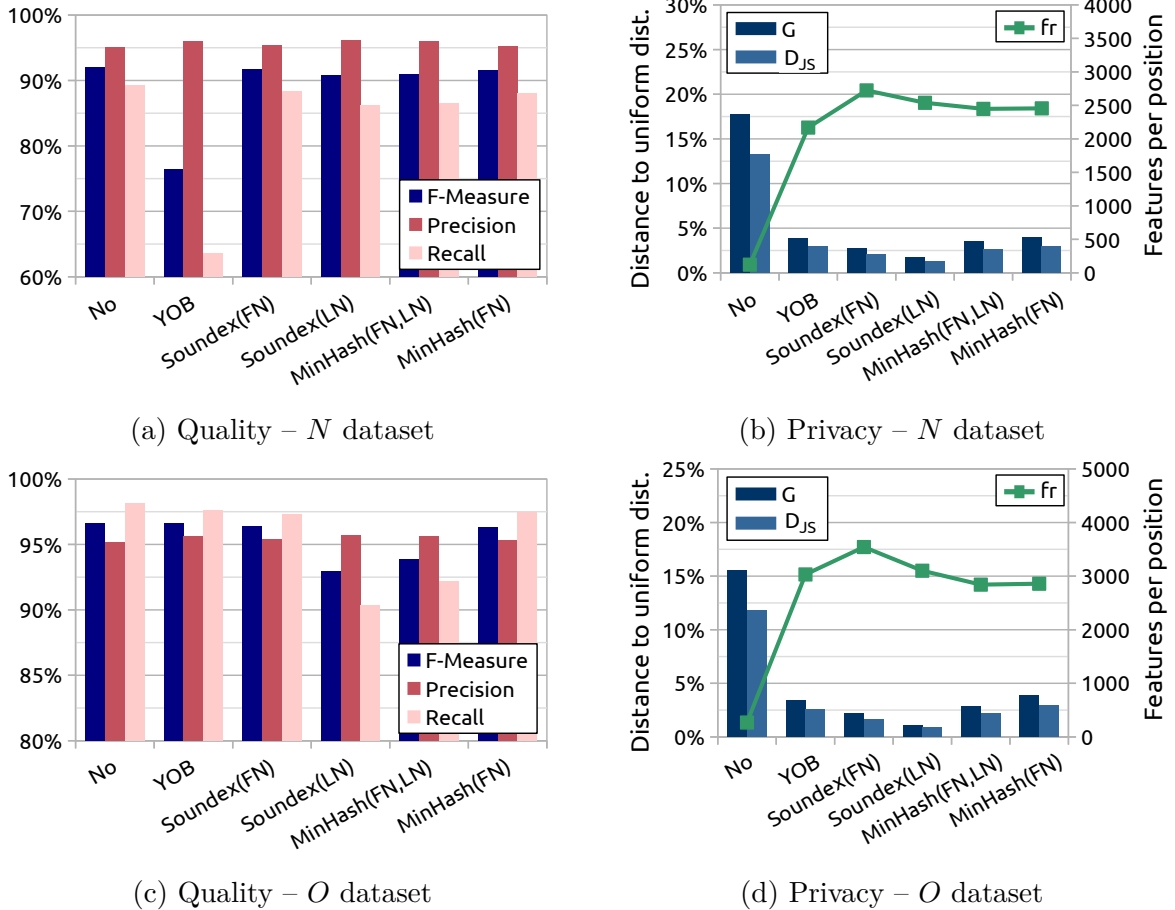 100%
90%
80%
70%
60%
F-Measure
Precision
Recall
No
YOB
Soundex(FN)
Soundex(LN)
MinHash(FN,LN)
MinHash(FN)
(a) Quality – N dataset
Distance to uniform dist.
30%
25%
20%
15%
10%
5%
0%
G
D_JS
fr
4000
3500
3000
2500
2000
1500
1000
500
0
Features per position
No
YOB
Soundex(FN)
Soundex(LN)
MinHash(FN,LN)
MinHash(FN)
(b) Privacy – N dataset
100%
95%
90%
85%
80%
F-Measure
Precision
Recall
No
YOB
Soundex(FN)
Soundex(LN)
MinHash(FN,LN)
MinHash(FN)
(c) Quality – O dataset
Distance to uniform dist.
25%
20%
15%
10%
5%
0%
G
D_JS
fr
5000
4000
3000
2000
1000
0
Features per position
No
YOB
Soundex(FN)
Soundex(LN)
MinHash(FN,LN)
MinHash(FN)
(d) Privacy – O dataset